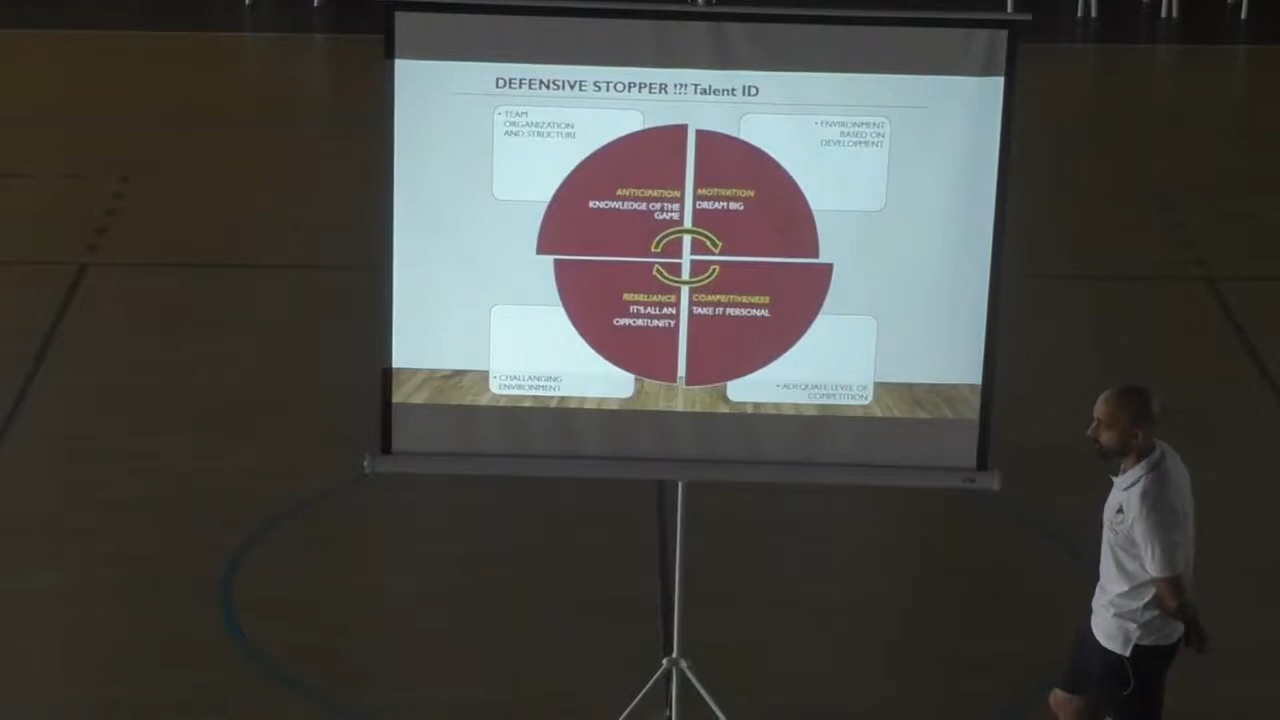 DEFENSIVE STOPPER !?! Talent ID
• TEAM
ORGANIZATION
AND STRUCTURE
• ENVIRONMENT
BASED ON
DEVELOPMENT
ANTICIPATION
KNOWLEDGE OF THE
GAME
MOTIVATION
DREAM BIG
RESELIANCE
IT'S ALL AN
OPPORTUNITY
COMPETIVENESS
TAKE IT PERSONAL
• CHALLANGING
ENVIRONMENT
• ADEQUATE LEVEL OF
COMPETITION